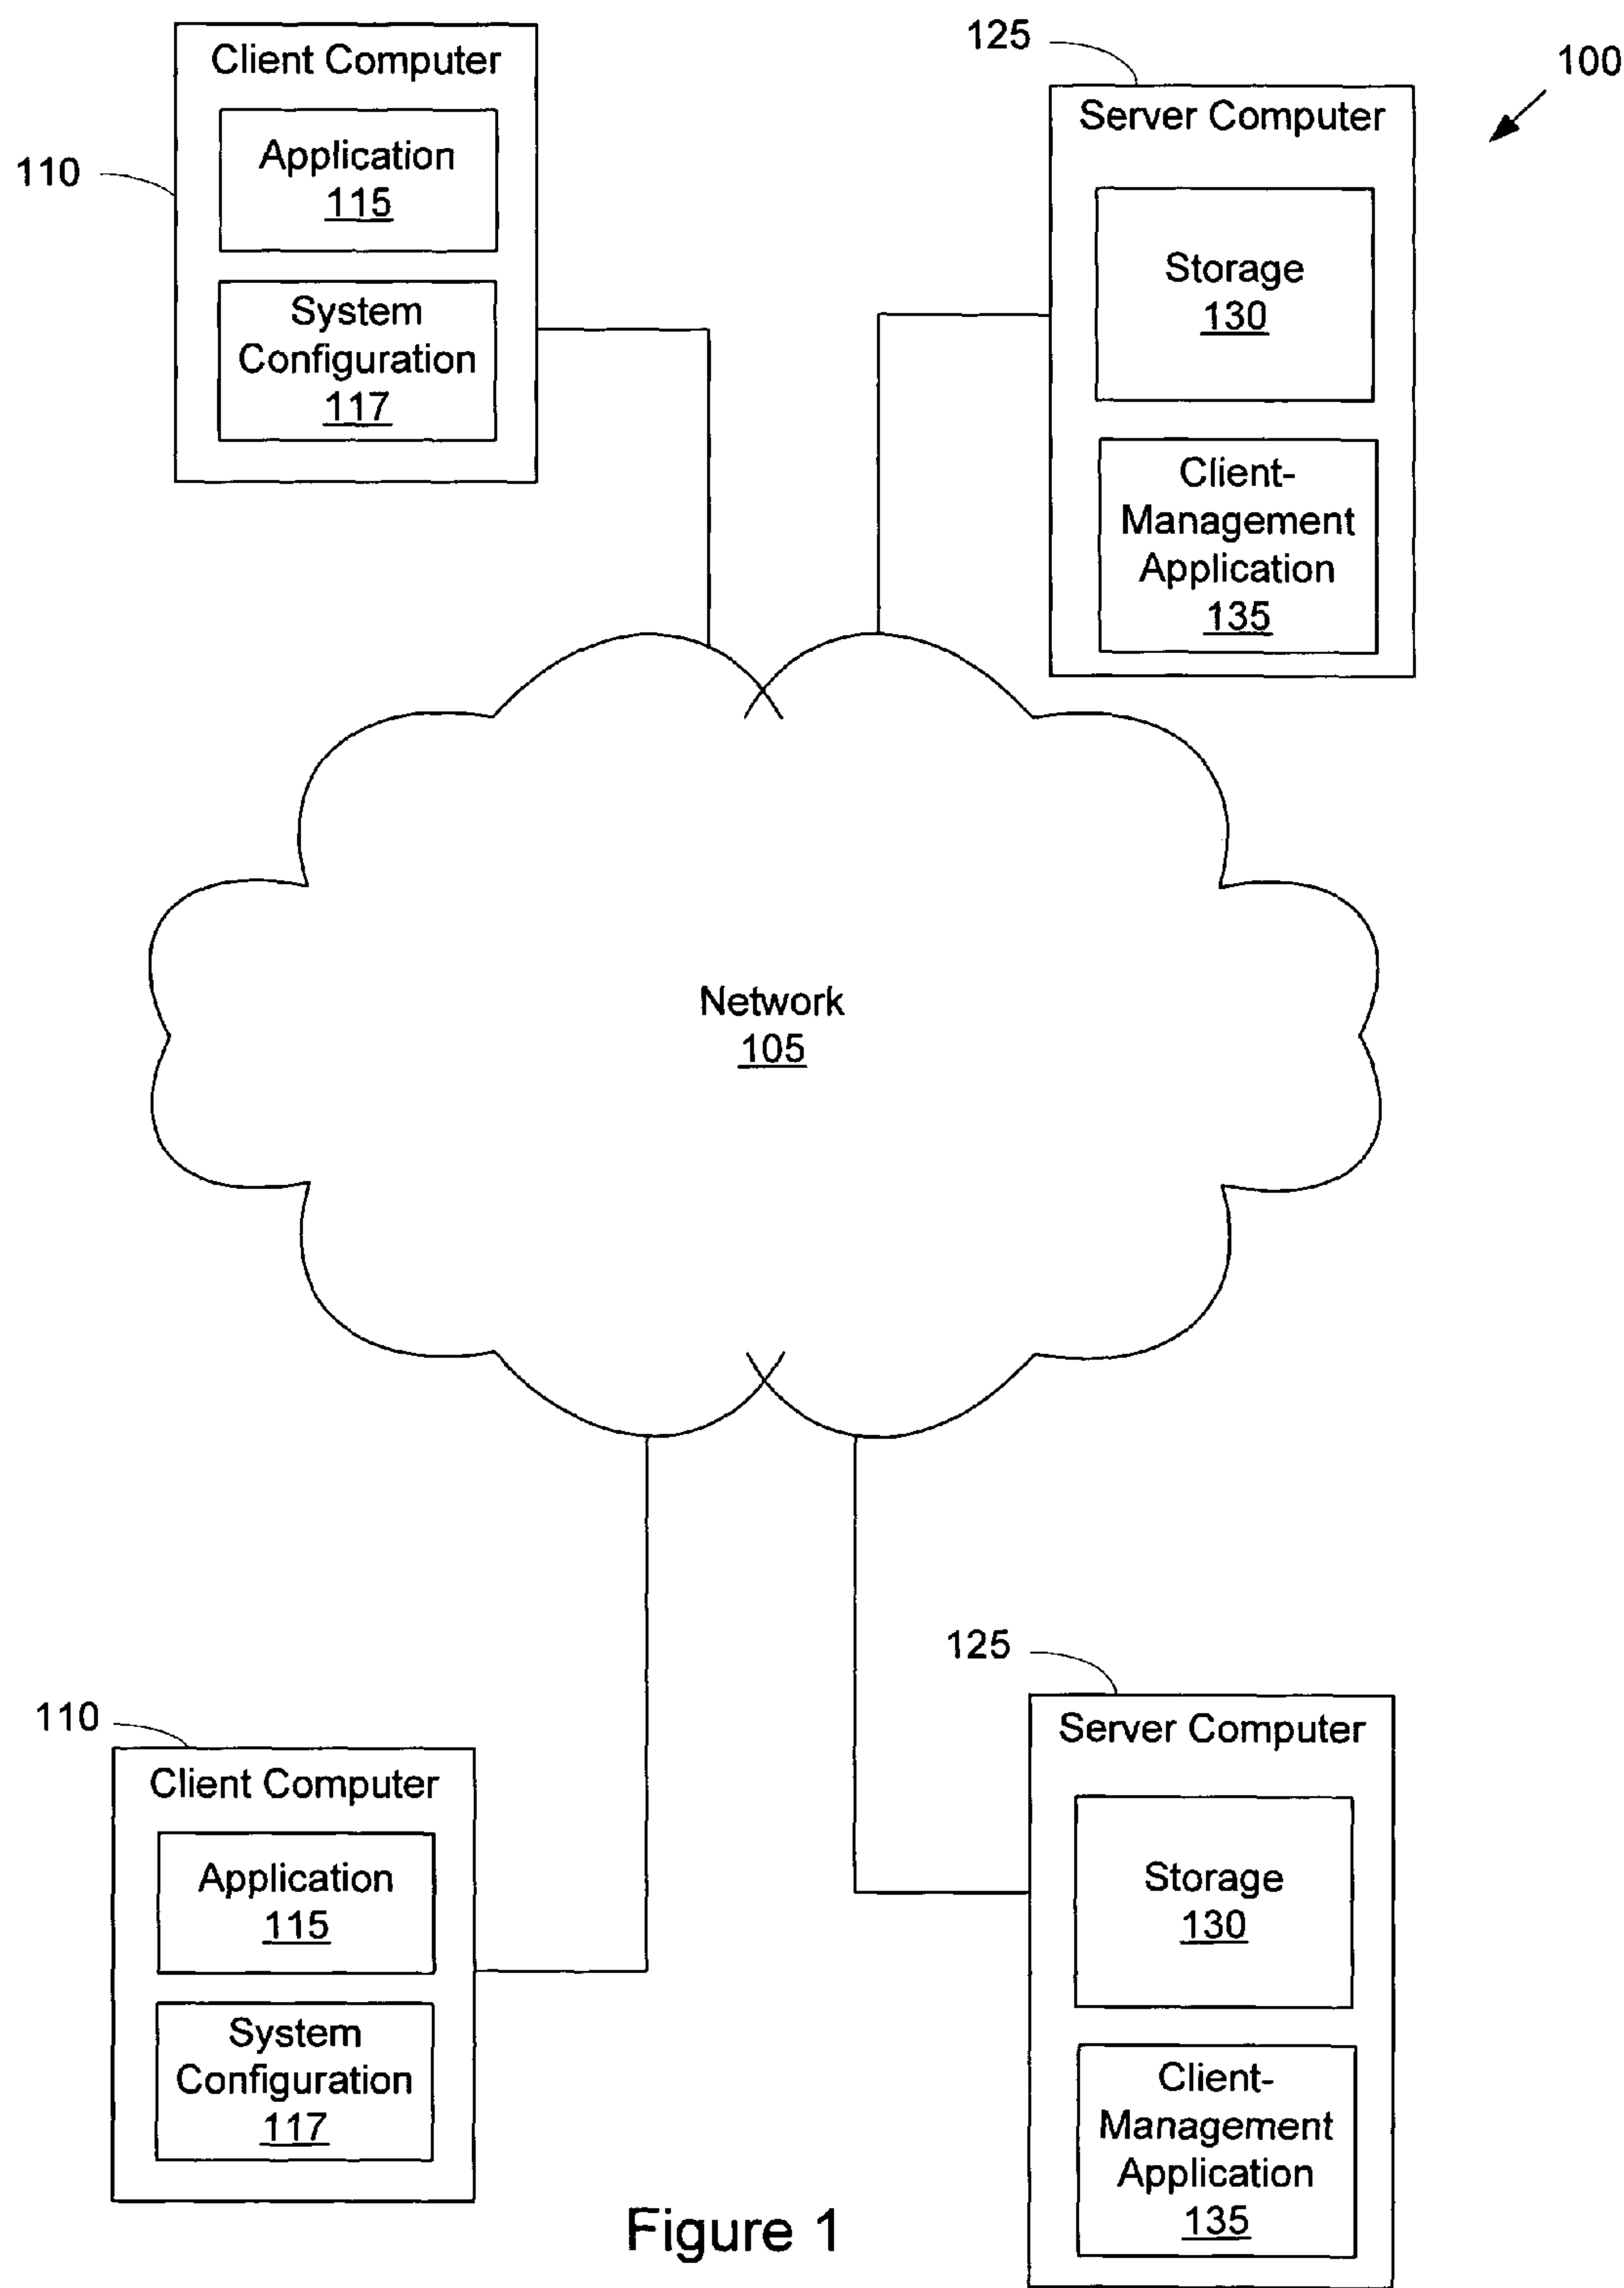 Client Computer
110
Application
115
System
Configuration
117
125
100
Server Computer
Storage
130
Client-
Management
Application
135
Network
105
110
Client Computer
Application
115
System
Configuration
117
125
Server Computer
Storage
130
Client-
Management
Application
135
Figure 1